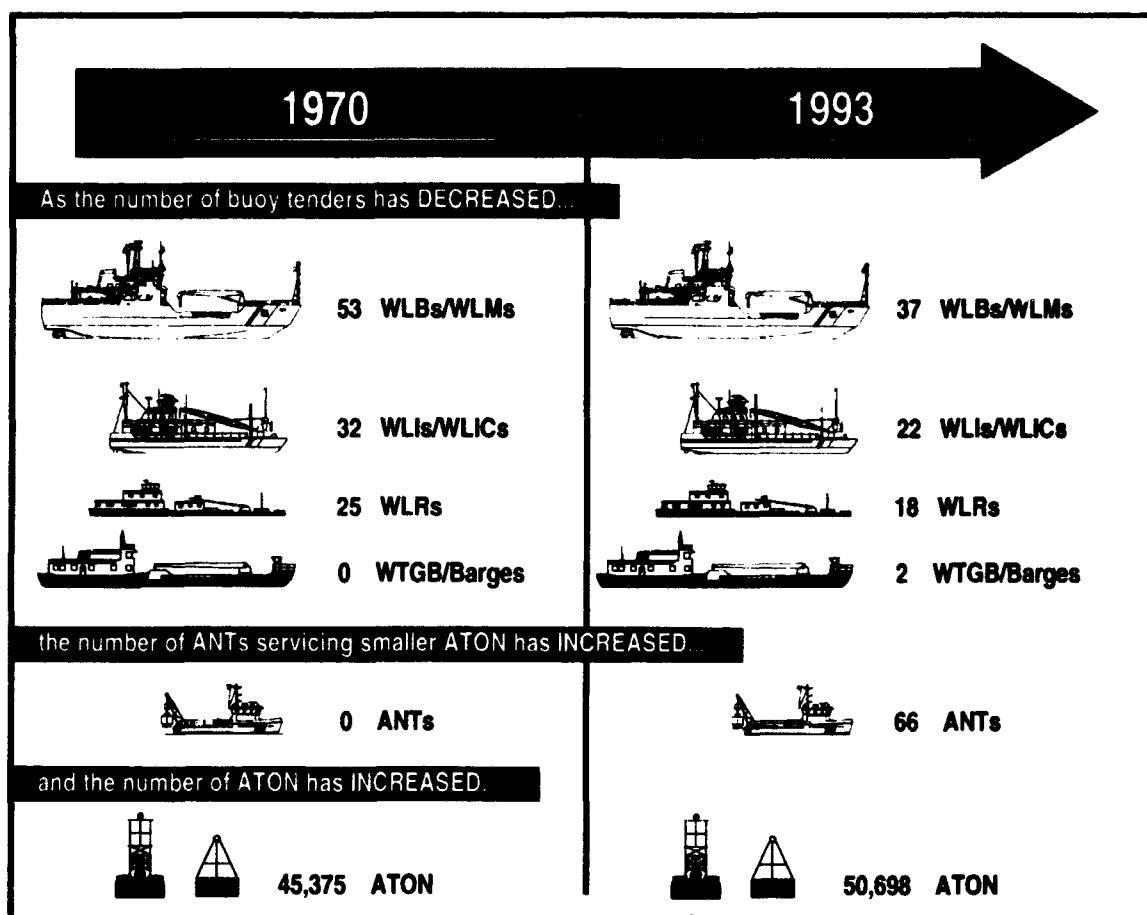 1970 1993
As the number of buoy tenders has DECREASED...
53 WLBs/WLMs 37 WLBs/WLMs
32 WLIs/WLICs 22 WLIs/WLICs
25 WLRs 18 WLRs
0 WTGB/Barges 2 WTGB/Barges
the number of ANTs servicing smaller ATON has INCREASED...
0 ANTs 66 ANTs
and the number of ATON has INCREASED.
45,375 ATON 50,698 ATON